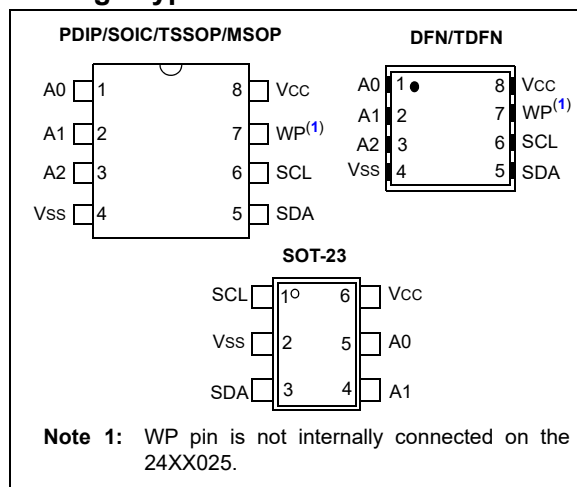 PDIP/SOIC/TSSOP/MSOP
A0 1 8 VCC
A1 2 7 WP(1)
A2 3 6 SCL
VSS 4 5 SDA
DFN/TDFN
A0 1 8 VCC
A1 2 7 WP(1)
A2 3 6 SCL
VSS 4 5 SDA
SOT-23
SCL 1 6 VCC
VSS 2 5 A0
SDA 3 4 A1
Note 1: WP pin is not internally connected on the
24XX025.